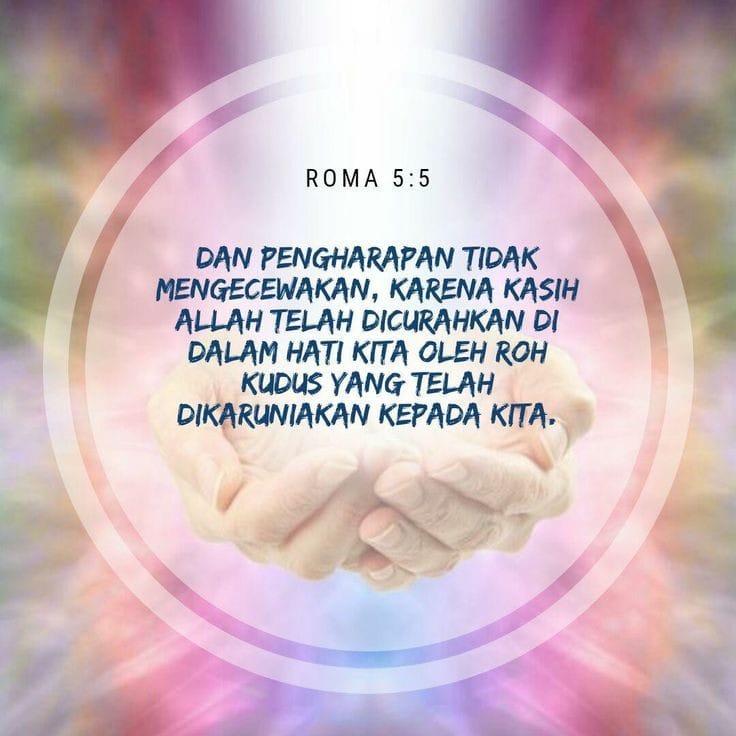 ROMA 5:5
DAN PENGHARAPAN TIDAK
MENGECEWAKAN, KARENA KASIH
ALLAH TELAH DICURAHKAN DI
DALAM HATI KITA OLEH ROH
KUDUS YANG TELAH
DIKARUNIAKAN KEPADA KITA.